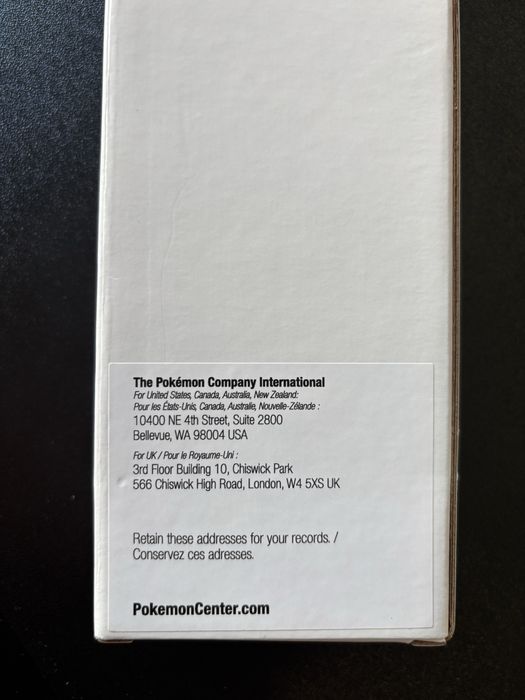 The Pokémon Company International
For United States, Canada, Australia, New Zealand:
Pour les États-Unis, Canada, Australie, Nouvelle-Zélande :
10400 NE 4th Street, Suite 2800
Bellevue, WA 98004 USA
For UK / Pour le Royaume-Uni :
3rd Floor Building 10, Chiswick Park
566 Chiswick High Road, London, W4 5XS UK
Retain these addresses for your records. /
Conservez ces adresses.
PokemonCenter.com